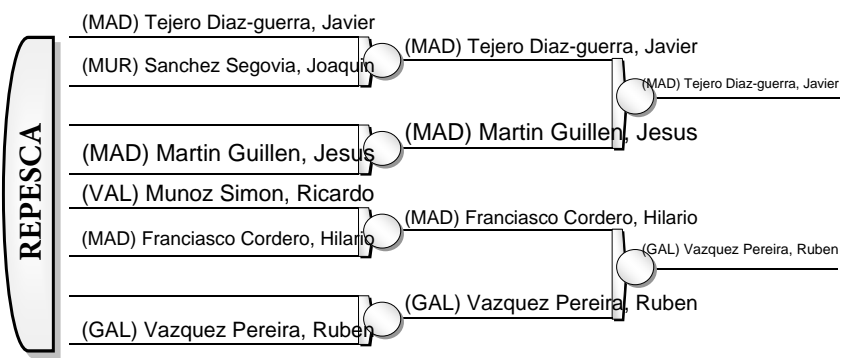 REPESCA
(MAD) Tejero Diaz-guerra, Javier
(MUR) Sanchez Segovia, Joaquin
(MAD) Martin Guillen, Jesus
(VAL) Munoz Simon, Ricardo
(MAD) Franciasco Cordero, Hilario
(GAL) Vazquez Pereira, Ruben
(MAD) Tejero Diaz-guerra, Javier
(MAD) Martin Guillen, Jesus
(MAD) Franciasco Cordero, Hilario
(GAL) Vazquez Pereira, Ruben
(MAD) Tejero Diaz-guerra, Javier
(GAL) Vazquez Pereira, Ruben